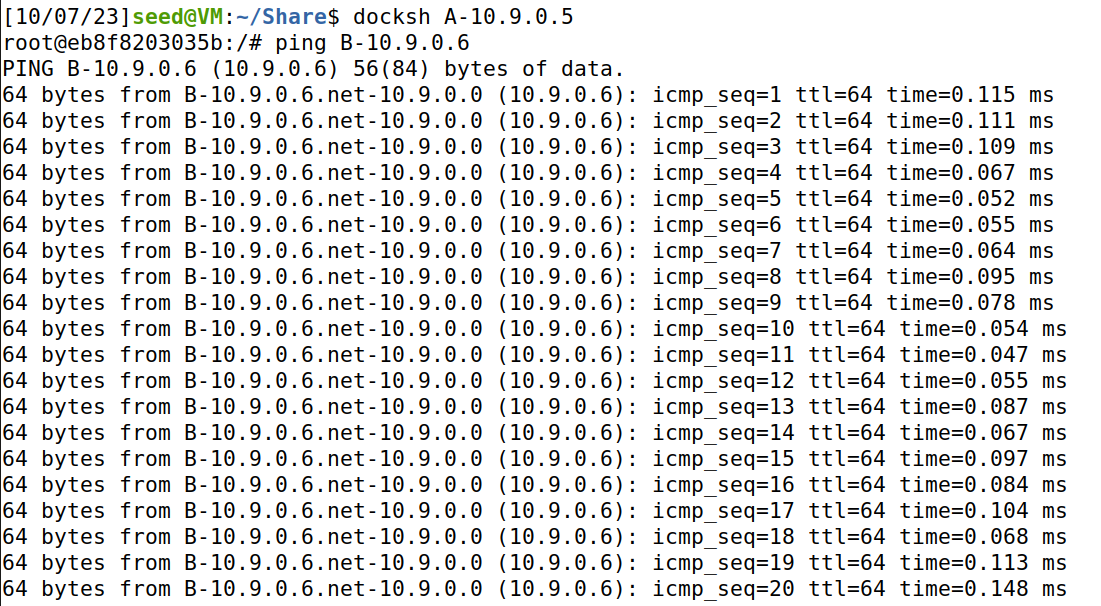 [10/07/23]seed@VM:~/Share$ docksh A-10.9.0.5
root@eb8f8203035b:/# ping B-10.9.0.6
PING B-10.9.0.6 (10.9.0.6) 56(84) bytes of data.
64 bytes from B-10.9.0.6.net-10.9.0.0 (10.9.0.6): icmp_seq=1 ttl=64 time=0.115 ms
64 bytes from B-10.9.0.6.net-10.9.0.0 (10.9.0.6): icmp_seq=2 ttl=64 time=0.111 ms
64 bytes from B-10.9.0.6.net-10.9.0.0 (10.9.0.6): icmp_seq=3 ttl=64 time=0.109 ms
64 bytes from B-10.9.0.6.net-10.9.0.0 (10.9.0.6): icmp_seq=4 ttl=64 time=0.067 ms
64 bytes from B-10.9.0.6.net-10.9.0.0 (10.9.0.6): icmp_seq=5 ttl=64 time=0.052 ms
64 bytes from B-10.9.0.6.net-10.9.0.0 (10.9.0.6): icmp_seq=6 ttl=64 time=0.055 ms
64 bytes from B-10.9.0.6.net-10.9.0.0 (10.9.0.6): icmp_seq=7 ttl=64 time=0.064 ms
64 bytes from B-10.9.0.6.net-10.9.0.0 (10.9.0.6): icmp_seq=8 ttl=64 time=0.095 ms
64 bytes from B-10.9.0.6.net-10.9.0.0 (10.9.0.6): icmp_seq=9 ttl=64 time=0.078 ms
64 bytes from B-10.9.0.6.net-10.9.0.0 (10.9.0.6): icmp_seq=10 ttl=64 time=0.054 ms
64 bytes from B-10.9.0.6.net-10.9.0.0 (10.9.0.6): icmp_seq=11 ttl=64 time=0.047 ms
64 bytes from B-10.9.0.6.net-10.9.0.0 (10.9.0.6): icmp_seq=12 ttl=64 time=0.055 ms
64 bytes from B-10.9.0.6.net-10.9.0.0 (10.9.0.6): icmp_seq=13 ttl=64 time=0.087 ms
64 bytes from B-10.9.0.6.net-10.9.0.0 (10.9.0.6): icmp_seq=14 ttl=64 time=0.067 ms
64 bytes from B-10.9.0.6.net-10.9.0.0 (10.9.0.6): icmp_seq=15 ttl=64 time=0.097 ms
64 bytes from B-10.9.0.6.net-10.9.0.0 (10.9.0.6): icmp_seq=16 ttl=64 time=0.084 ms
64 bytes from B-10.9.0.6.net-10.9.0.0 (10.9.0.6): icmp_seq=17 ttl=64 time=0.104 ms
64 bytes from B-10.9.0.6.net-10.9.0.0 (10.9.0.6): icmp_seq=18 ttl=64 time=0.068 ms
64 bytes from B-10.9.0.6.net-10.9.0.0 (10.9.0.6): icmp_seq=19 ttl=64 time=0.113 ms
64 bytes from B-10.9.0.6.net-10.9.0.0 (10.9.0.6): icmp_seq=20 ttl=64 time=0.148 ms